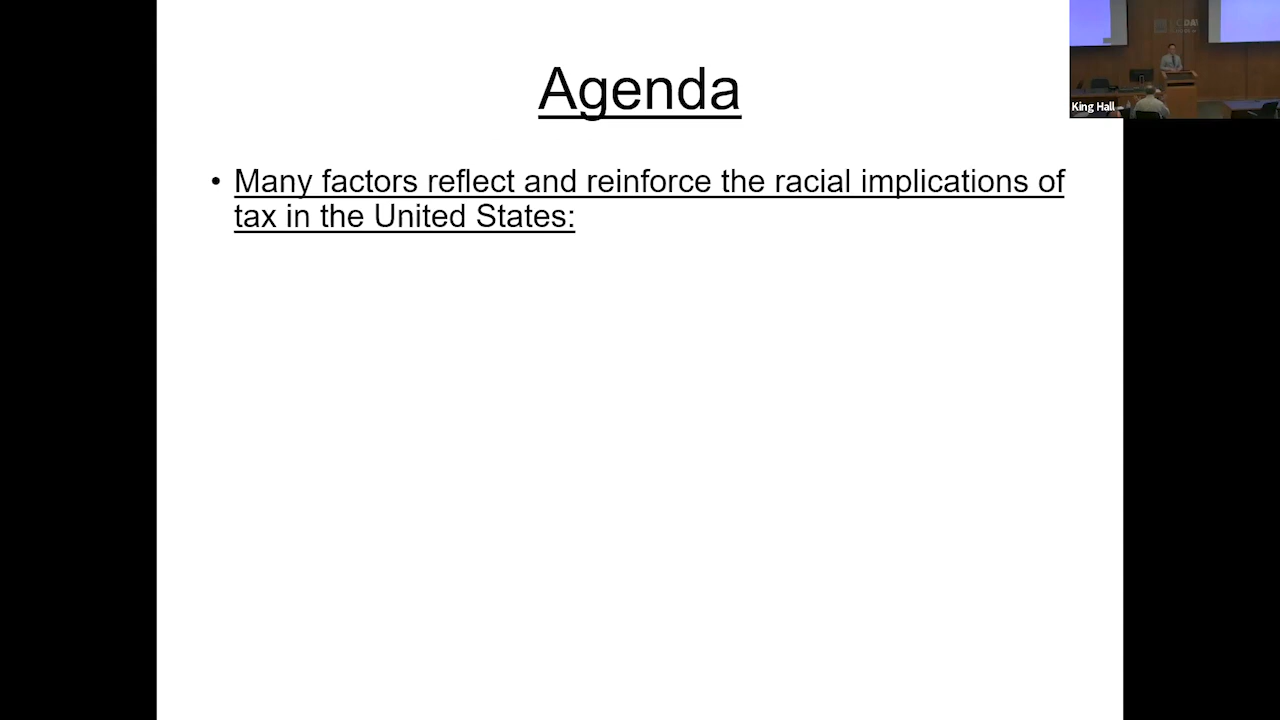 Agenda
• Many factors reflect and reinforce the racial implications of
tax in the United States:
King Hall